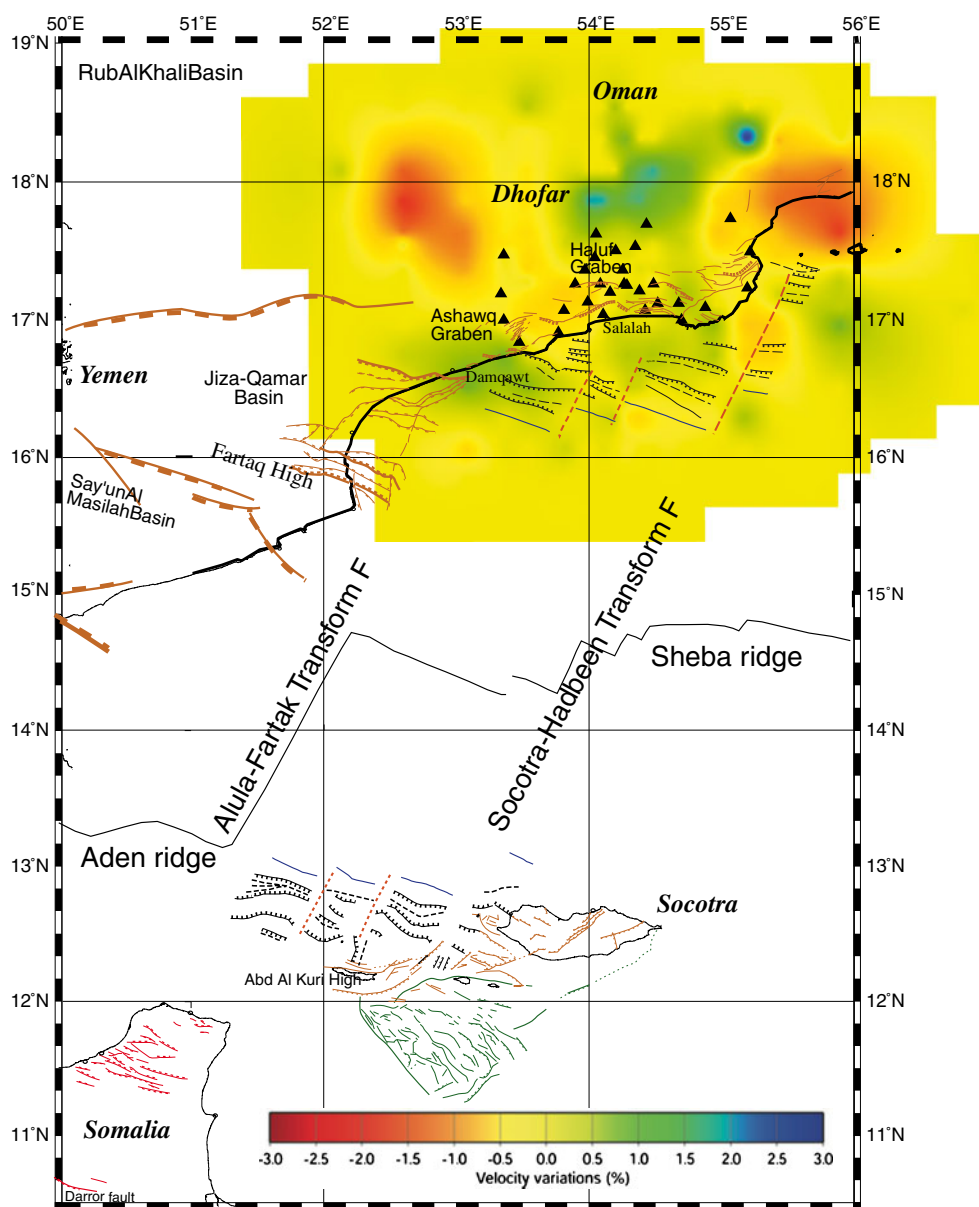 50˚E
52˚E
53˚E
54˚E
55˚E
56˚E
19˚N
RubAlKhaliBasin
Oman
18˚N
18˚N
Dhofar
Haluf
Graben
17˚N
17˚N
Ashawq
Graben
Salalah
Yemen
Jiza-Qamar
Basin
Damqawt
16˚N
16˚N
Fartaq High
Say'unAl
MasilahBasin
15˚N
15˚N
Alula-Fartak Transform F
Socotra-Hadbeen Transform F
Sheba ridge
14˚N
14˚N
Aden ridge
13˚N
13˚N
Socotra
Abd Al Kuri High
12˚N
12˚N
11˚N
11˚N
Somalia
-3.0
-2.5
-2.0
-1.5
-1.0
-0.5
0.0
0.5
1.0
1.5
2.0
2.5
3.0
Velocity variations (%)
Darror fault